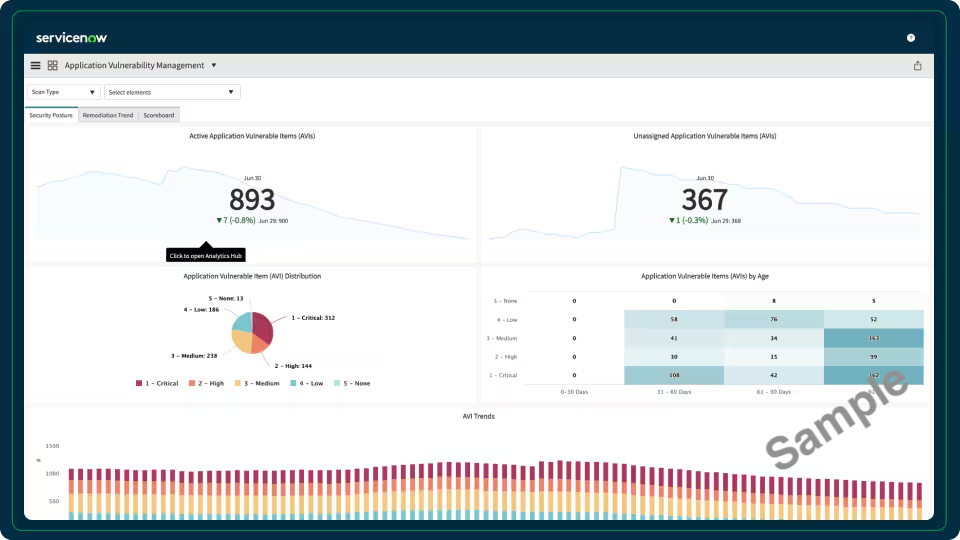 servicenow
?
Application Vulnerability Management ▼
Scan Type ▼
Select elements ▼
Security Posture
Remediation Trend
Scoreboard
Active Application Vulnerable Items (AVIs)
Jun 30
893
▼7 (-0.8%) Jun 29: 900
Click to open Analytics Hub
Unassigned Application Vulnerable Items (AVIs)
Jun 30
367
▼1 (-0.3%) Jun 29: 368
Application Vulnerable Item (AVI) Distribution
5 – None: 13
4 – Low: 186
1 – Critical: 312
3 – Medium: 238
2 – High: 144
1 – Critical 2 – High 3 – Medium 4 – Low 5 – None
Application Vulnerable Items (AVIs) by Age
5 – None 0 0 8 5
4 – Low 0 58 76 52
3 – Medium 0 41 34 163
2 – High 0 30 15 99
1 – Critical 0 108 42 162
0–30 Days 31 – 60 Days 61 – 90 Days
Sample
AVI Trends
1500
#
1000
500